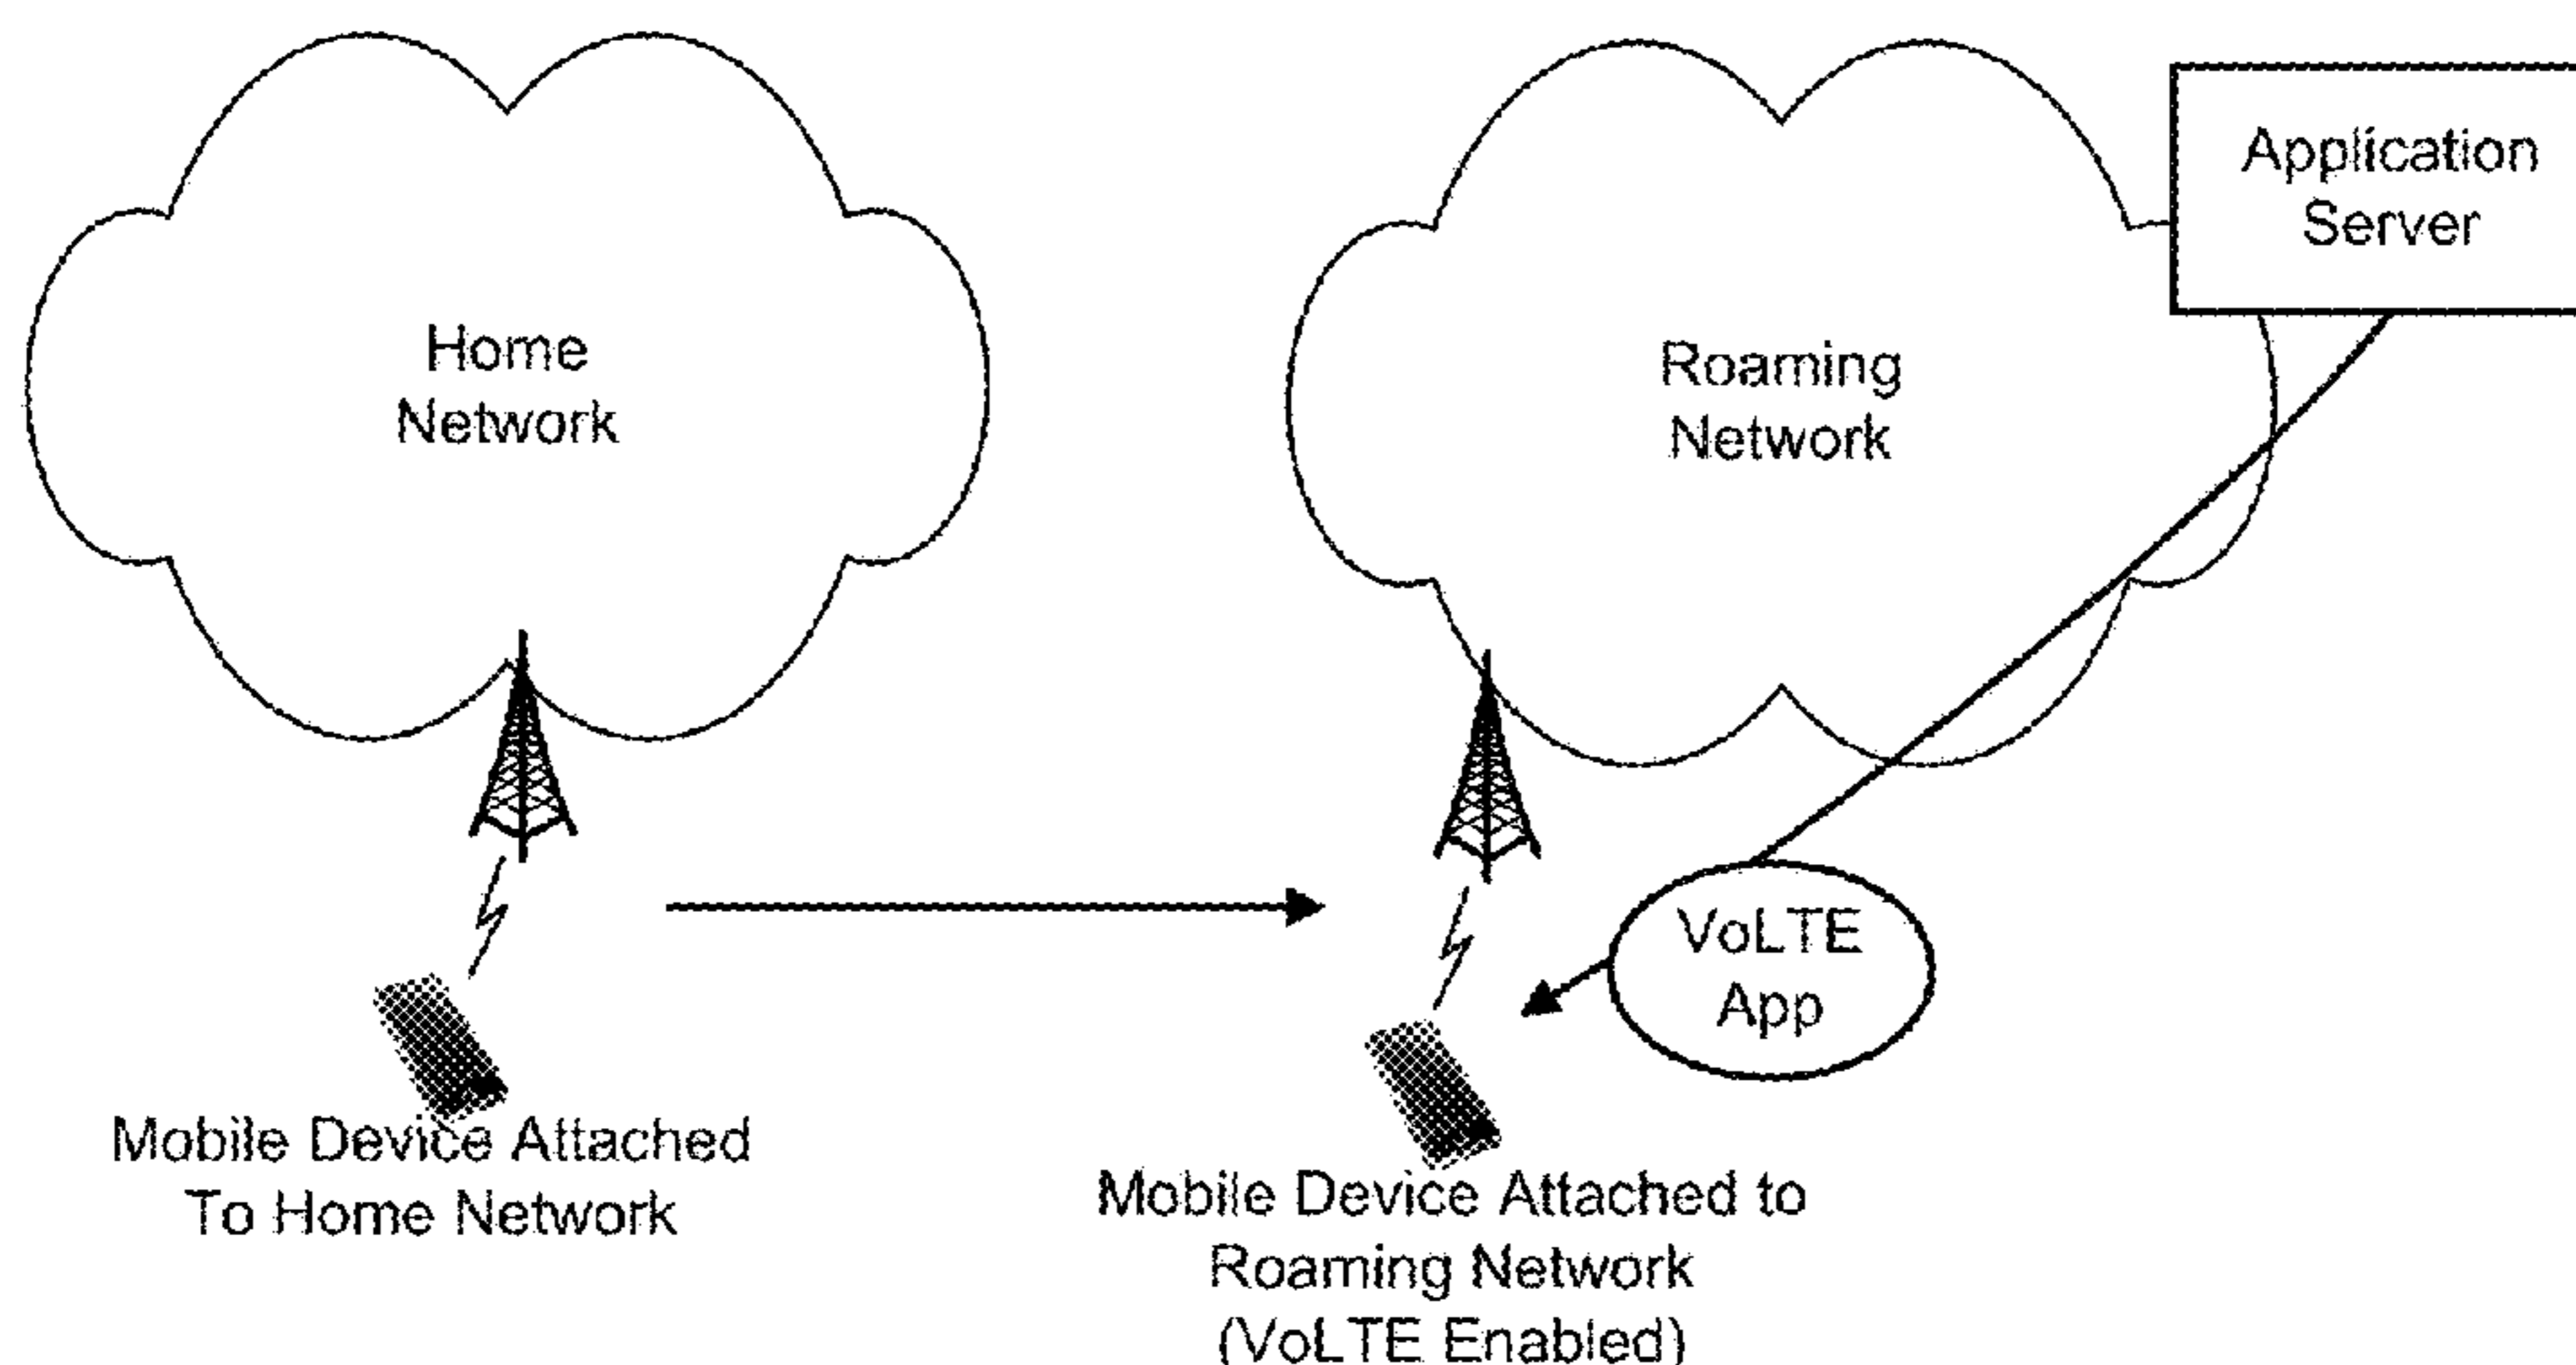 Application
Server
Home
Network
Roaming
Network
VoLTE
App
Mobile Device Attached
To Home Network
Mobile Device Attached to
Roaming Network
(VoLTE Enabled)